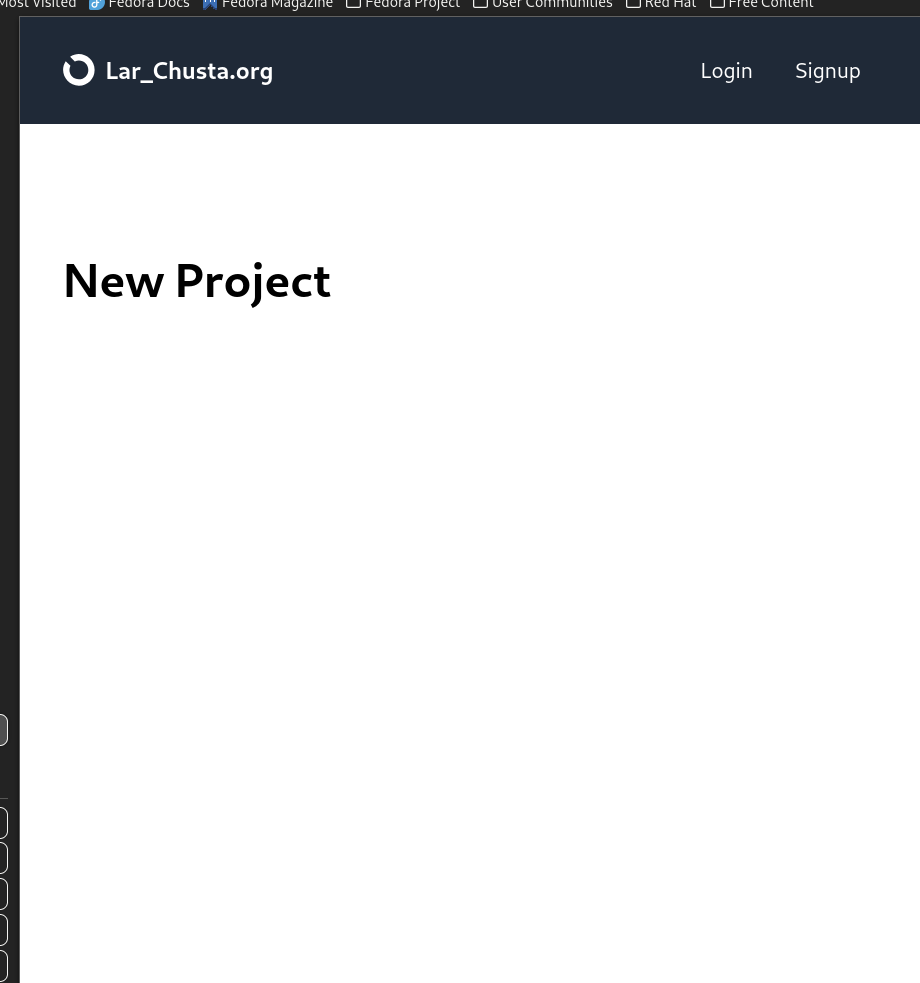 Most Visited Fedora Docs Fedora Magazine Fedora Project User Communities Red Hat Free Content
Lar_Chusta.org Login Signup
New Project